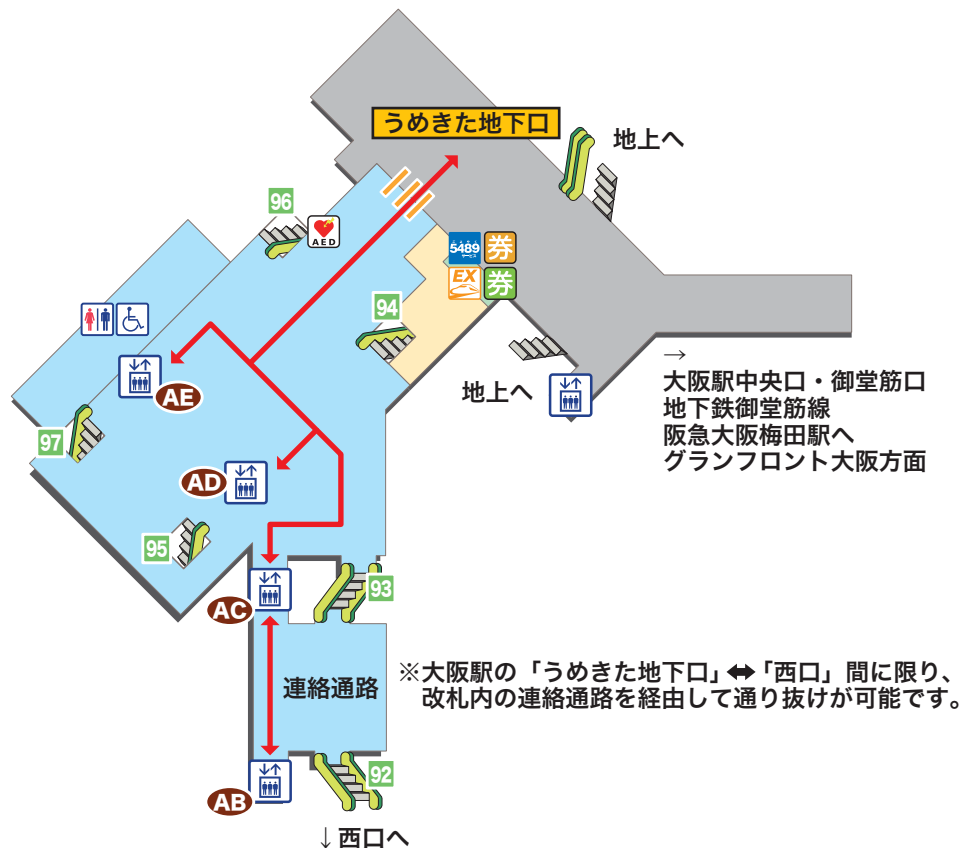 うめきた地下口
地上へ
96
AED
5489
サービス
券
EX
券
94
→
大阪駅中央口・御堂筋口
地下鉄御堂筋線
阪急大阪梅田駅へ
グランフロント大阪方面
地上へ
AE
97
AD
95
93
AC
連絡通路
※大阪駅の「うめきた地下口」⬌「西口」間に限り、
改札内の連絡通路を経由して通り抜けが可能です。
92
AB
↓西口へ